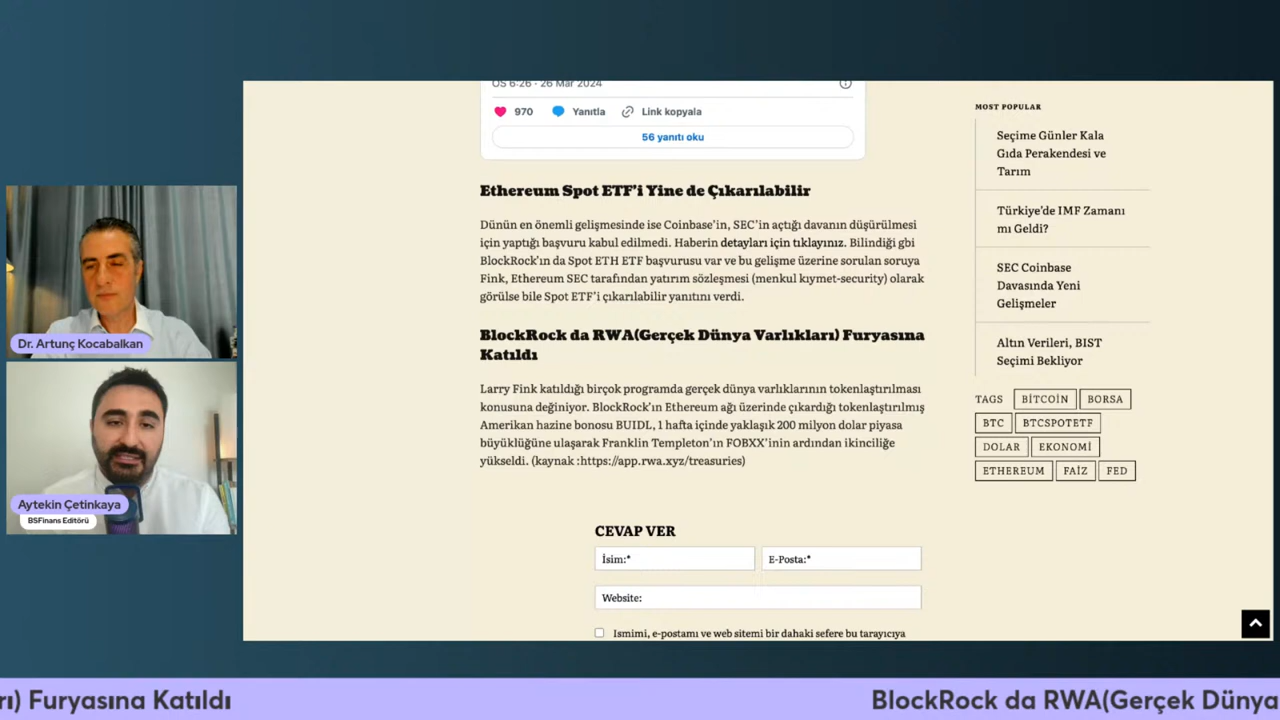 ÖS 6:26 · 26 Mar 2024
970 Yanıtla Link kopyala
56 yanıtı oku
Ethereum Spot ETF'i Yine de Çıkarılabilir
Dünün en önemli gelişmesinde ise Coinbase'in, SEC'in açtığı davanın düşürülmesi
için yaptığı başvuru kabul edilmedi. Haberin detayları için tıklayınız. Bilindiği gbi
BlockRock'ın da Spot ETH ETF başvurusu var ve bu gelişme üzerine sorulan soruya
Fink, Ethereum SEC tarafından yatırım sözleşmesi (menkul kıymet-security) olarak
görülse bile Spot ETF'i çıkarılabilir yanıtını verdi.
BlockRock da RWA(Gerçek Dünya Varlıkları) Furyasına
Katıldı
Larry Fink katıldığı birçok programda gerçek dünya varlıklarının tokenlaştırılması
konusuna değiniyor. BlockRock'ın Ethereum ağı üzerinde çıkardığı tokenlaştırılmış
Amerikan hazine bonosu BUIDL, 1 hafta içinde yaklaşık 200 milyon dolar piyasa
büyüklüğüne ulaşarak Franklin Templeton'ın FOBXX'inin ardından ikinciliğe
yükseldi. (kaynak :https://app.rwa.xyz/treasuries)
CEVAP VER
İsim:* E-Posta:*
Website:
Ismimi, e-postamı ve web sitemi bir dahaki sefere bu tarayıcıya
MOST POPULAR
Seçime Günler Kala
Gıda Perakendesi ve
Tarım
Türkiye'de IMF Zamanı
mı Geldi?
SEC Coinbase
Davasında Yeni
Gelişmeler
Altın Verileri, BIST
Seçimi Bekliyor
TAGS BİTCOİN BORSA
BTC BTCSPOTETF
DOLAR EKONOMİ
ETHEREUM FAİZ FED
Dr. Artunç Kocabalkan
Aytekin Çetinkaya
BSFinans Editörü
rı) Furyasına Katıldı BlockRock da RWA(Gerçek Dünya